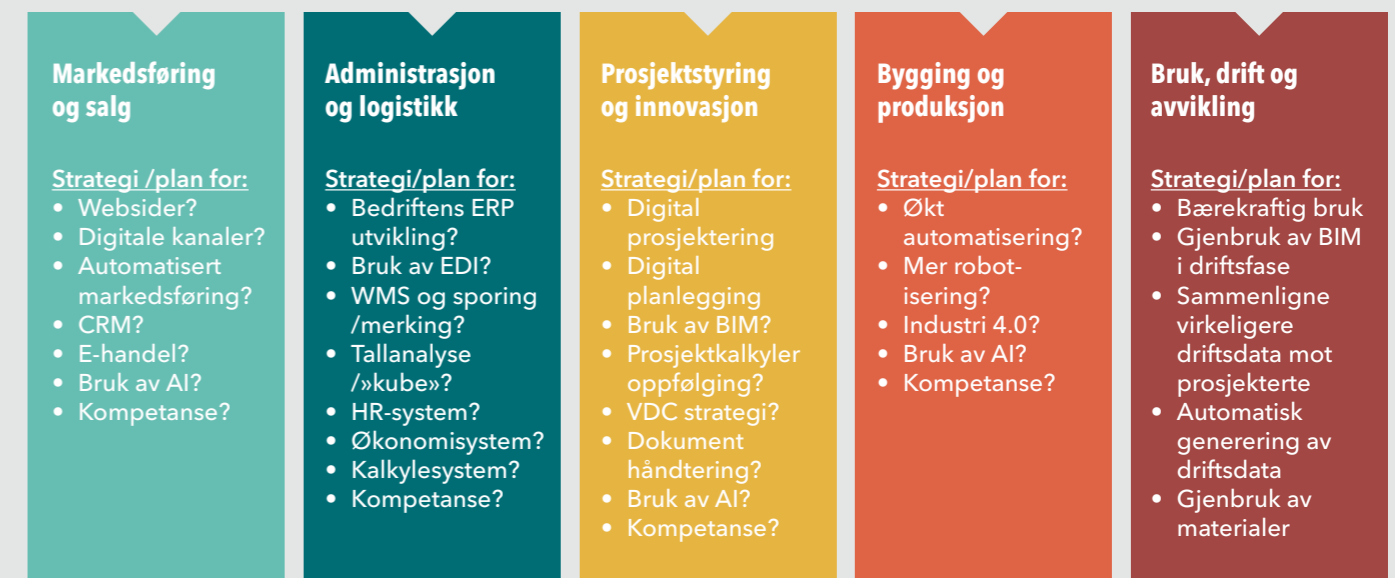 Markedsføring
og salg
Strategi /plan for:
• Websider?
• Digitale kanaler?
• Automatisert
markedsføring?
• CRM?
• E-handel?
• Bruk av AI?
• Kompetanse?
Administrasjon
og logistikk
Strategi/plan for:
• Bedriftens ERP
utvikling?
• Bruk av EDI?
• WMS og sporing
/merking?
• Tallanalyse
/»kube»?
• HR-system?
• Økonomisystem?
• Kalkylesystem?
• Kompetanse?
Prosjektstyring
og innovasjon
Strategi/plan for:
• Digital
prosjektering
• Digital
planlegging
• Bruk av BIM?
• Prosjektkalkyler
oppfølging?
• VDC strategi?
• Dokument
håndtering?
• Bruk av AI?
• Kompetanse?
Bygging og
produksjon
Strategi/plan for:
• Økt
automatisering?
• Mer robot-
isering?
• Industri 4.0?
• Bruk av AI?
• Kompetanse?
Bruk, drift og
avvikling
Strategi/plan for:
• Bærekraftig bruk
• Gjenbruk av BIM
i driftsfase
• Sammenligne
virkeligere
driftsdata mot
prosjekterte
• Automatisk
generering av
driftsdata
• Gjenbruk av
materialer